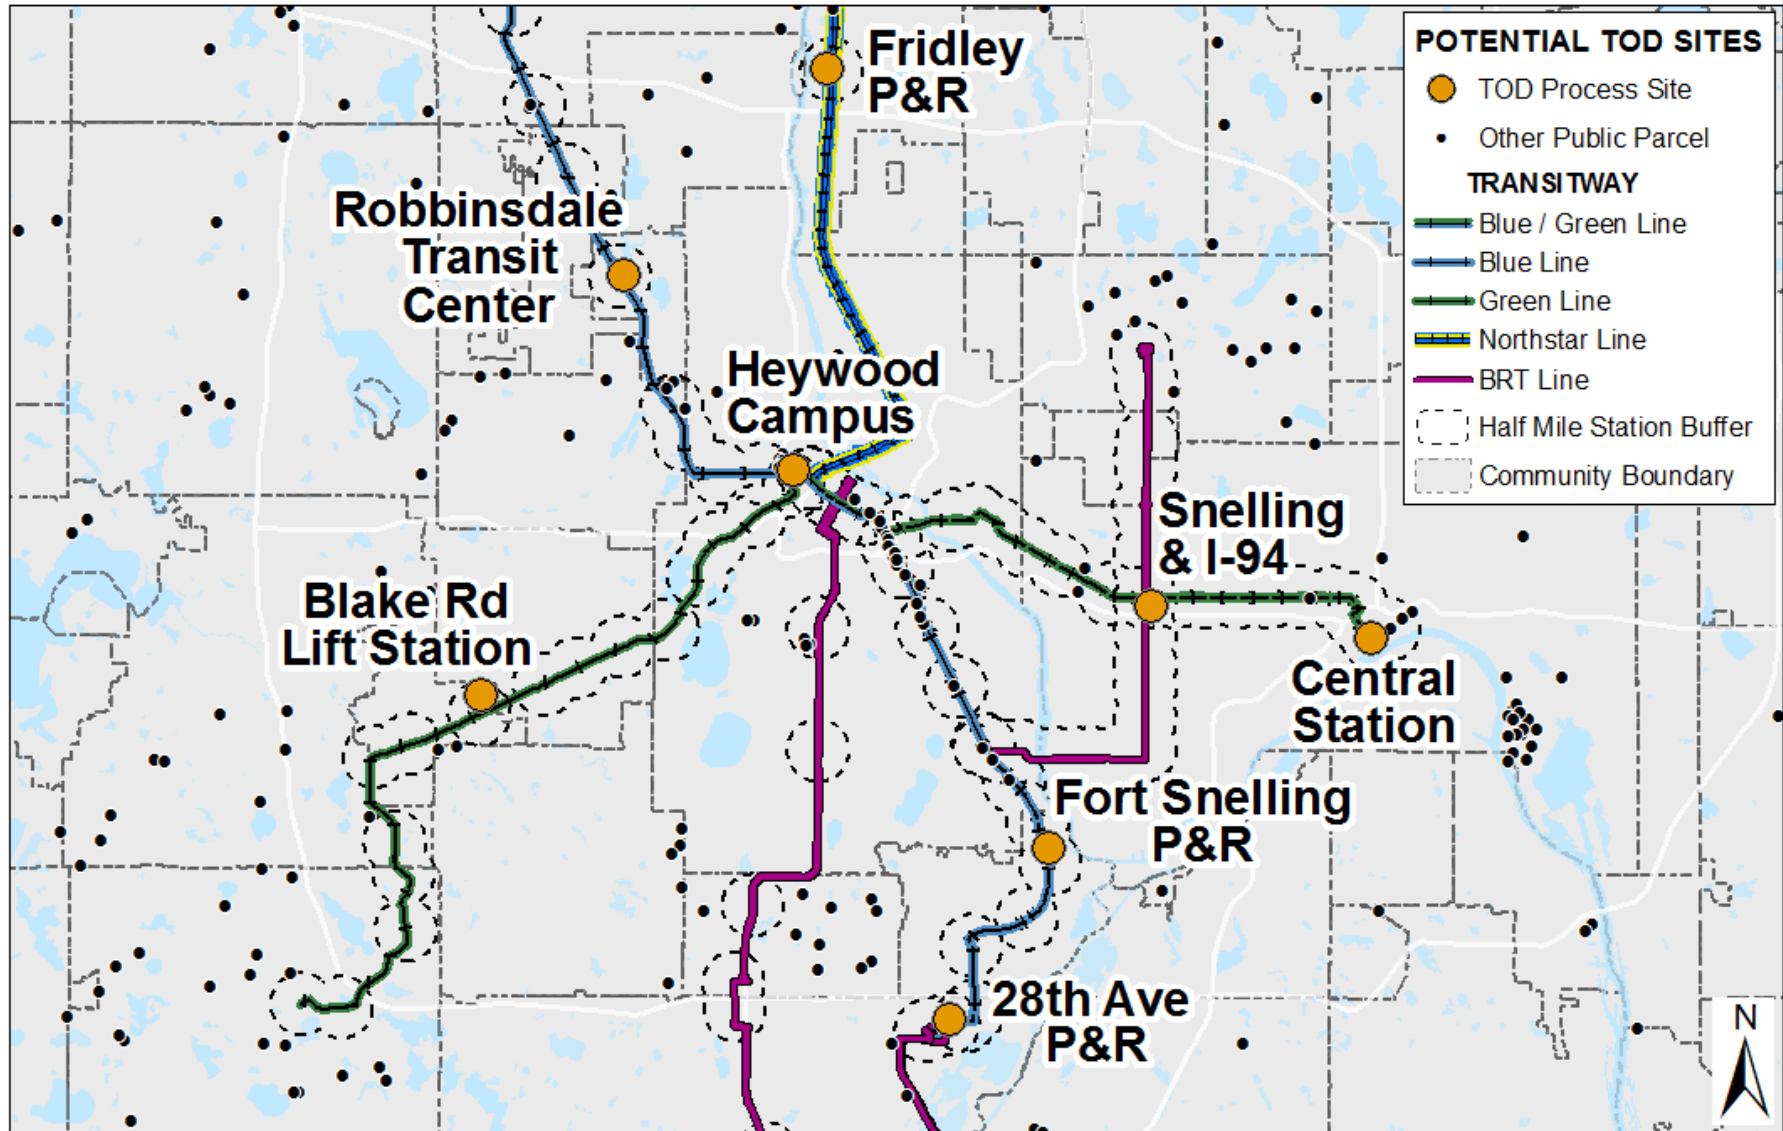 Fridley
P&R
Robbinsdale
Transit
Center
Heywood
Campus
Snelling
& I-94
Blake Rd
Lift Station
Central
Station
Fort Snelling
P&R
28th Ave
P&R
POTENTIAL TOD SITES
TOD Process Site
Other Public Parcel
TRANSITWAY
Blue / Green Line
Blue Line
Green Line
Northstar Line
BRT Line
Half Mile Station Buffer
Community Boundary
N